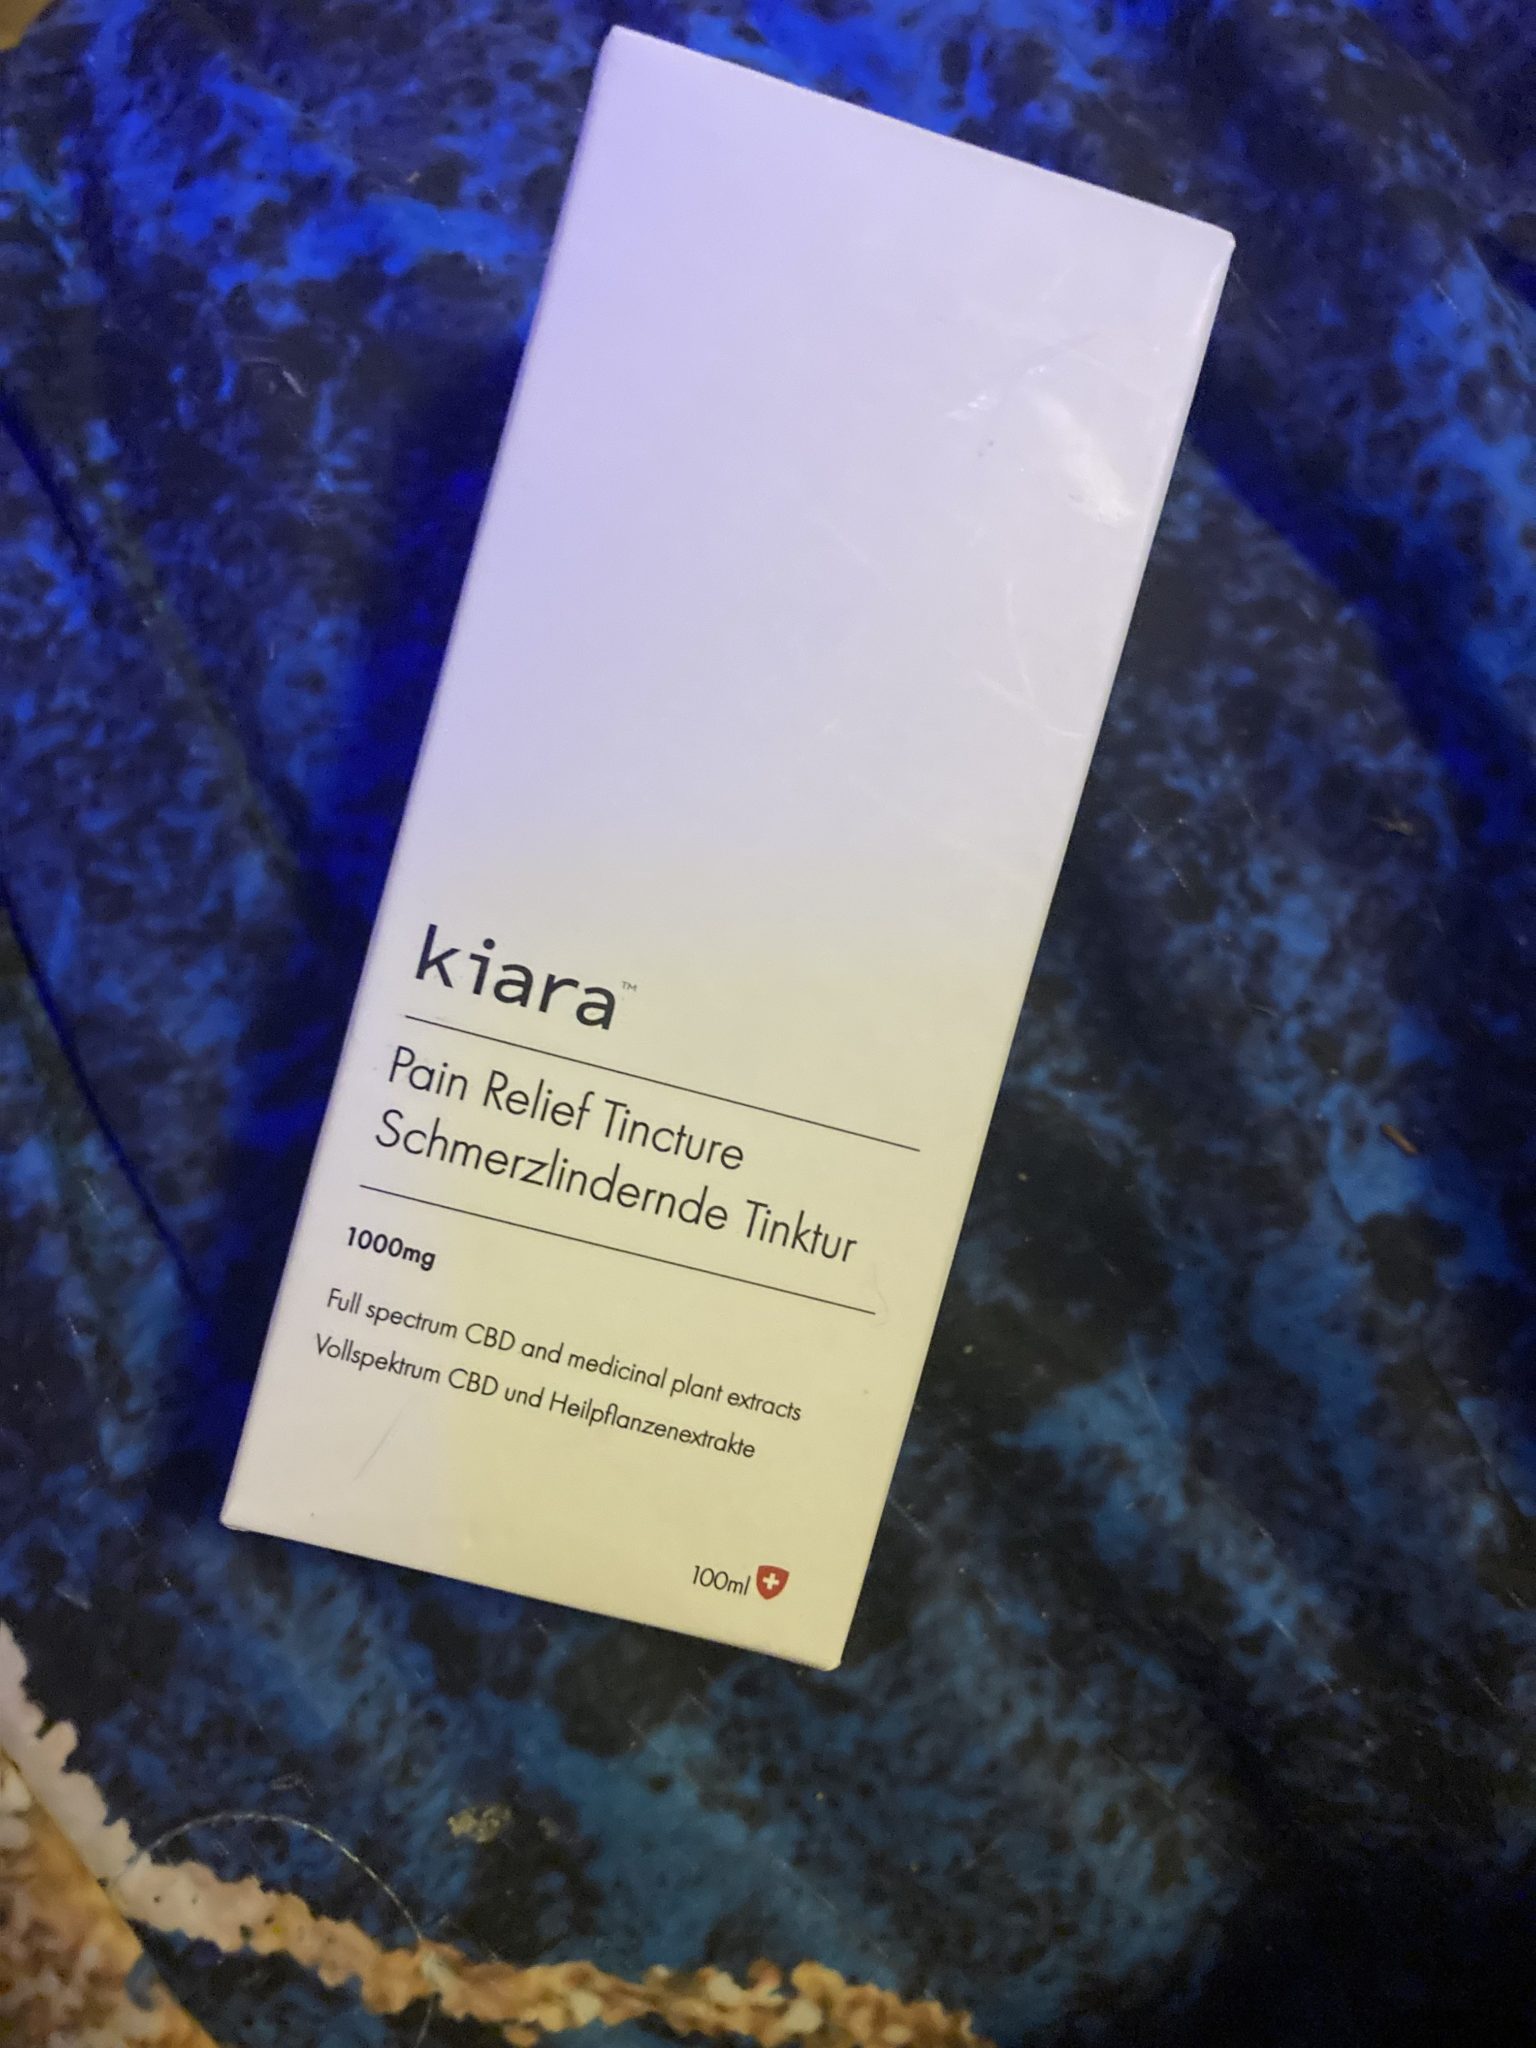 kiara™
Pain Relief Tincture
Schmerzlindernde Tinktur
1000mg
Full spectrum CBD and medicinal plant extracts
Vollspektrum CBD und Heilpflanzenextrakte
100ml